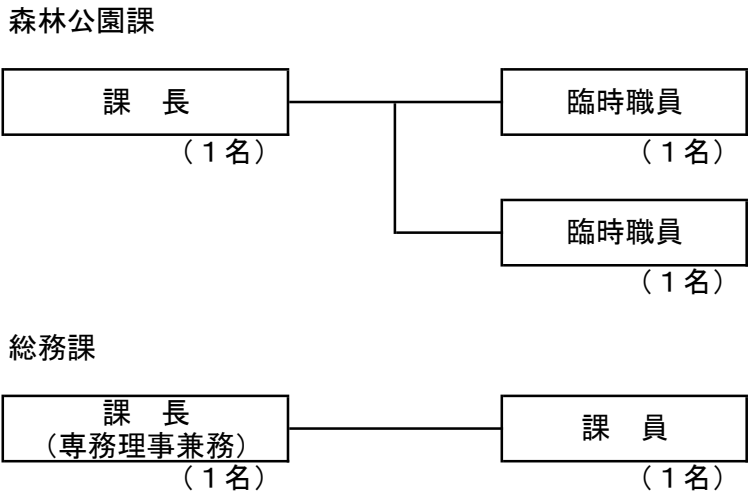 森林公園課
課　長
臨時職員
（１名）
（１名）
臨時職員
（１名）
総務課
課　長
（専務理事兼務）
課　員
（１名）
（１名）